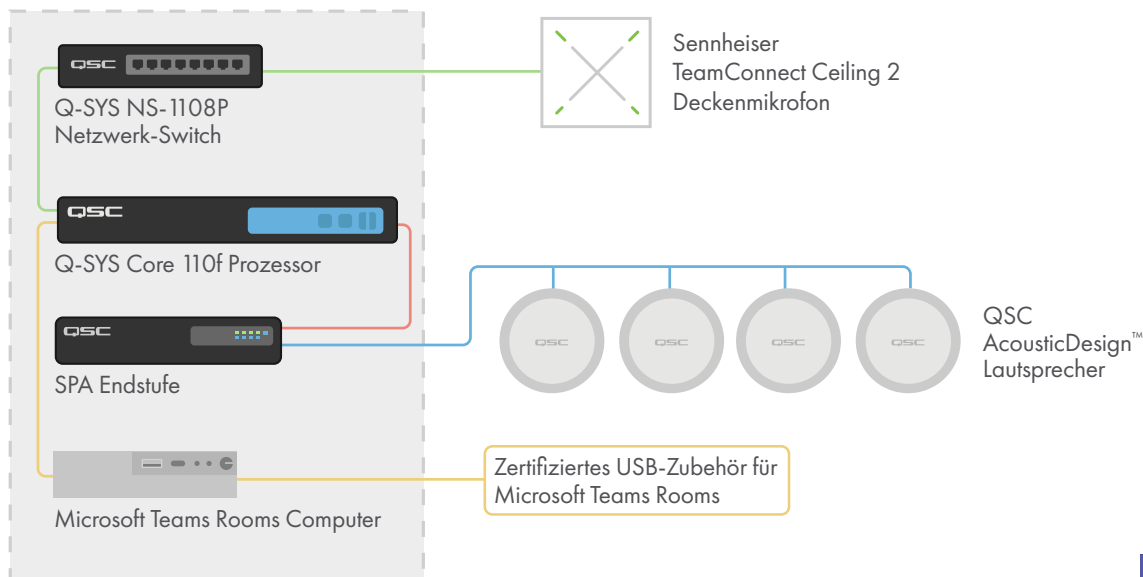 QSC
Q-SYS NS-1108P
Netzwerk-Switch
Sennheiser
TeamConnect Ceiling 2
Deckenmikrofon
QSC
Q-SYS Core 110f Prozessor
QSC
SPA Endstufe
QSC
QSC
QSC
QSC
QSC
AcousticDesign™
Lautsprecher
Microsoft Teams Rooms Computer
Zertifiziertes USB-Zubehör für
Microsoft Teams Rooms